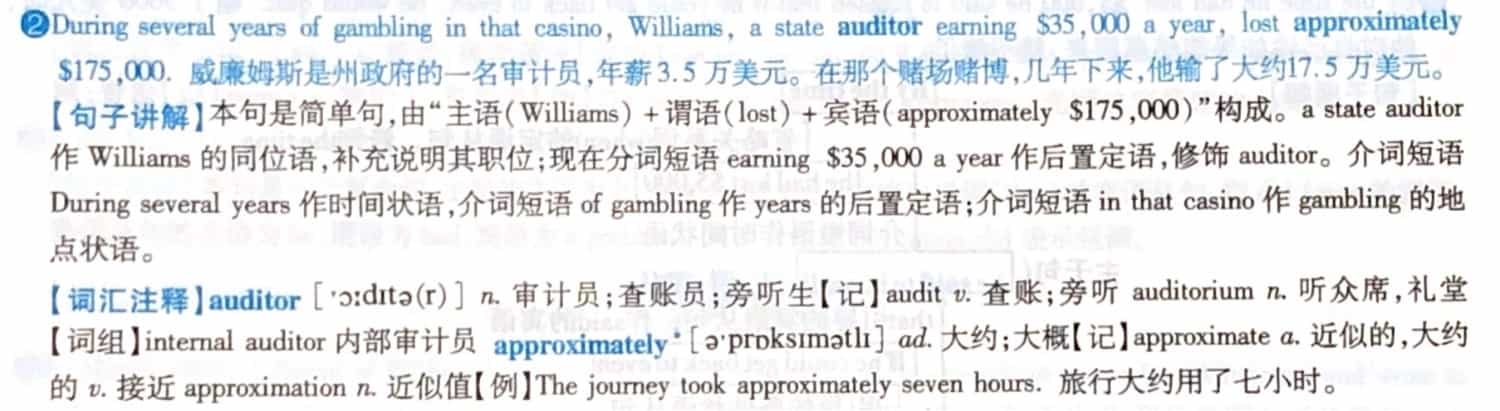 ❷During several years of gambling in that casino, Williams, a state auditor earning $35,000 a year, lost approximately
$175,000. 威廉姆斯是州政府的一名审计员,年薪3.5万美元。在那个赌场赌博,几年下来,他输了大约17.5万美元。
【句子讲解】本句是简单句,由“主语(Williams)+谓语(lost)+宾语(approximately $175,000)”构成。a state auditor
作 Williams 的同位语,补充说明其职位;现在分词短语 earning $35,000 a year 作后置定语,修饰 auditor。介词短语
During several years 作时间状语,介词短语 of gambling 作 years 的后置定语;介词短语 in that casino 作 gambling 的地
点状语。
【词汇注释】auditor [ˈɔːdɪtə(r)] n. 审计员;查账员;旁听生【记】audit v. 查账;旁听 auditorium n. 听众席,礼堂
【词组】internal auditor 内部审计员 approximately [əˈprɒksɪmətlɪ] ad. 大约;大概【记】approximate a. 近似的,大约
的 v. 接近 approximation n. 近似值【例】The journey took approximately seven hours. 旅行大约用了七小时。